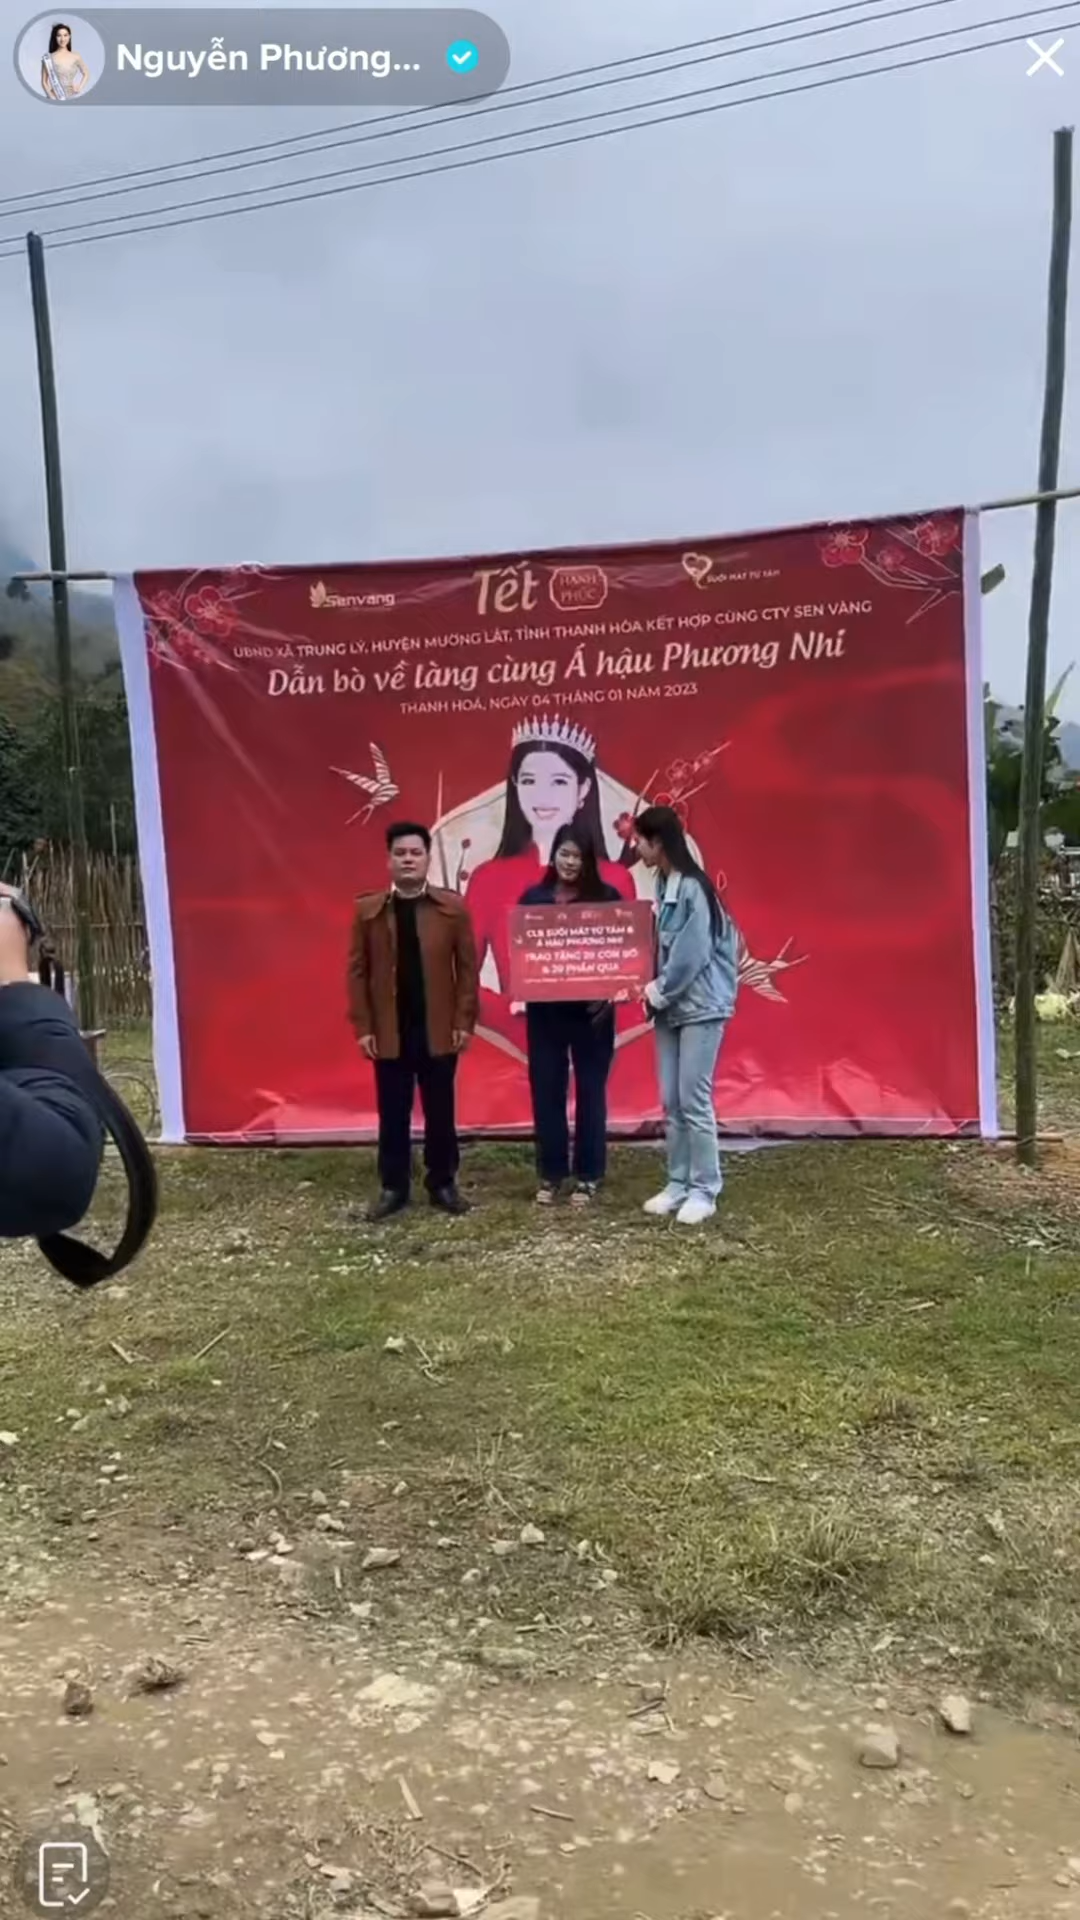 Nguyễn Phương...
Senvang
Tết HẠNH PHÚC
SUỐI MÁT TỪ TÂM
UBND XÃ TRUNG LÝ, HUYỆN MƯỜNG LÁT, TỈNH THANH HÓA KẾT HỢP CÙNG CTY SEN VÀNG
Dẫn bò về làng cùng Á hậu Phương Nhi
THANH HOÁ, NGÀY 04 THÁNG 01 NĂM 2023
CLB SUỐI MÁT TỪ TÂM &
Á HẬU PHƯƠNG NHI
TRAO TẶNG 20 CON BÒ
& 20 PHẦN QUÀ